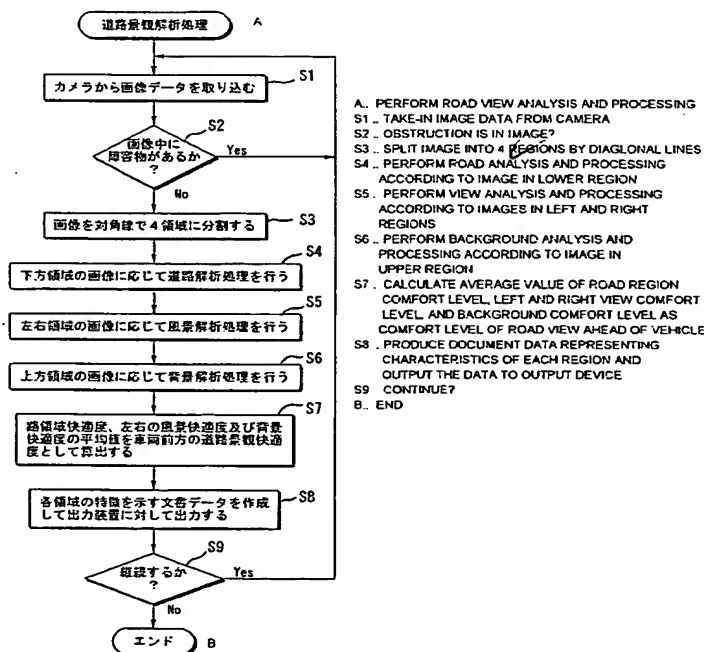 道路景観解析処理 A
カメラから画像データを取り込む S1
S2
画像中に
障害物があるか
?
Yes
No
画像を対角線で4領域に分割する S3
S4
下方領域の画像に応じて道路解析処理を行う
S5
左右領域の画像に応じて風景解析処理を行う
S6
上方領域の画像に応じて背景解析処理を行う
S7
路領域快適度、左右の風景快適度及び背景
快適度の平均値を車両前方の道路景観快適
度として算出する
各領域の特徴を示す文書データを作成
して出力装置に対して出力する
S8
S9
継続するか
?
Yes
No
エンド B
A.. PERFORM ROAD VIEW ANALYSIS AND PROCESSING
S1 .. TAKE-IN IMAGE DATA FROM CAMERA
S2 .. OBSTRUCTION IS IN IMAGE?
S3 .. SPLIT IMAGE INTO 4 REGIONS BY DIAGLONAL LINES
S4 .. PERFORM ROAD ANALYSIS AND PROCESSING
ACCORDING TO IMAGE IN LOWER REGION
S5 .. PERFORM VIEW ANALYSIS AND PROCESSING
ACCORDING TO IMAGES IN LEFT AND RIGHT
REGIONS
S6 .. PERFORM BACKGROUND ANALYSIS AND
PROCESSING ACCORDING TO IMAGE IN
UPPER REGION
S7 . CALCULATE AVERAGE VALUE OF ROAD REGION
COMFORT LEVEL, LEFT AND RIGHT VIEW COMFORT
LEVEL, AND BACKGROUND COMFORT LEVEL AS
COMFORT LEVEL OF ROAD VIEW AHEAD OF VEHICLE
S8 . PRODUCE DOCUMENT DATA REPRESENTING
CHARACTERISTICS OF EACH REGION AND
OUTPUT THE DATA TO OUTPUT DEVICE
S9 CONTINUE?
B.. END